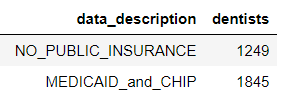 data_description dentists
NO_PUBLIC_INSURANCE 1249
MEDICAID_and_CHIP 1845